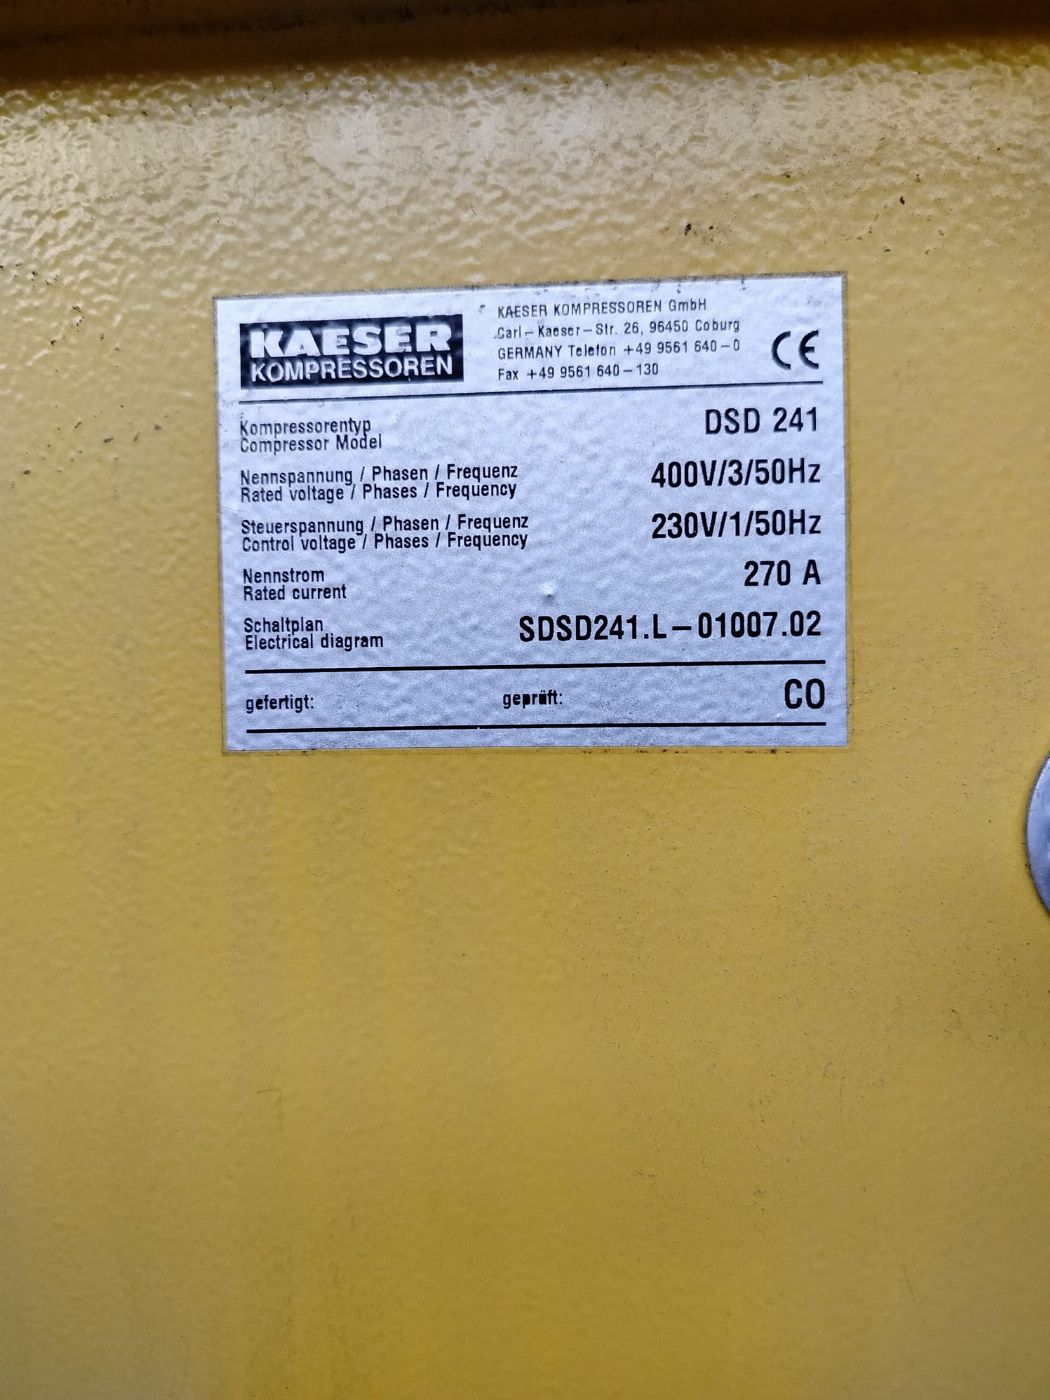 KAESER
KOMPRESSOREN
KAESER KOMPRESSOREN GmbH
Carl-Kaeser-Str. 26, 96450 Coburg
GERMANY Telefon +49 9561 640-0
Fax +49 9561 640-130
CE
Kompressorentyp
Compressor Model
DSD 241
Nennspannung / Phasen / Frequenz
Rated voltage / Phases / Frequency
400V/3/50Hz
Steuerspannung / Phasen / Frequenz
Control voltage / Phases / Frequency
230V/1/50Hz
Nennstrom
Rated current
270 A
Schaltplan
Electrical diagram
SDSD241.L-01007.02
gefertigt: geprüft: CO